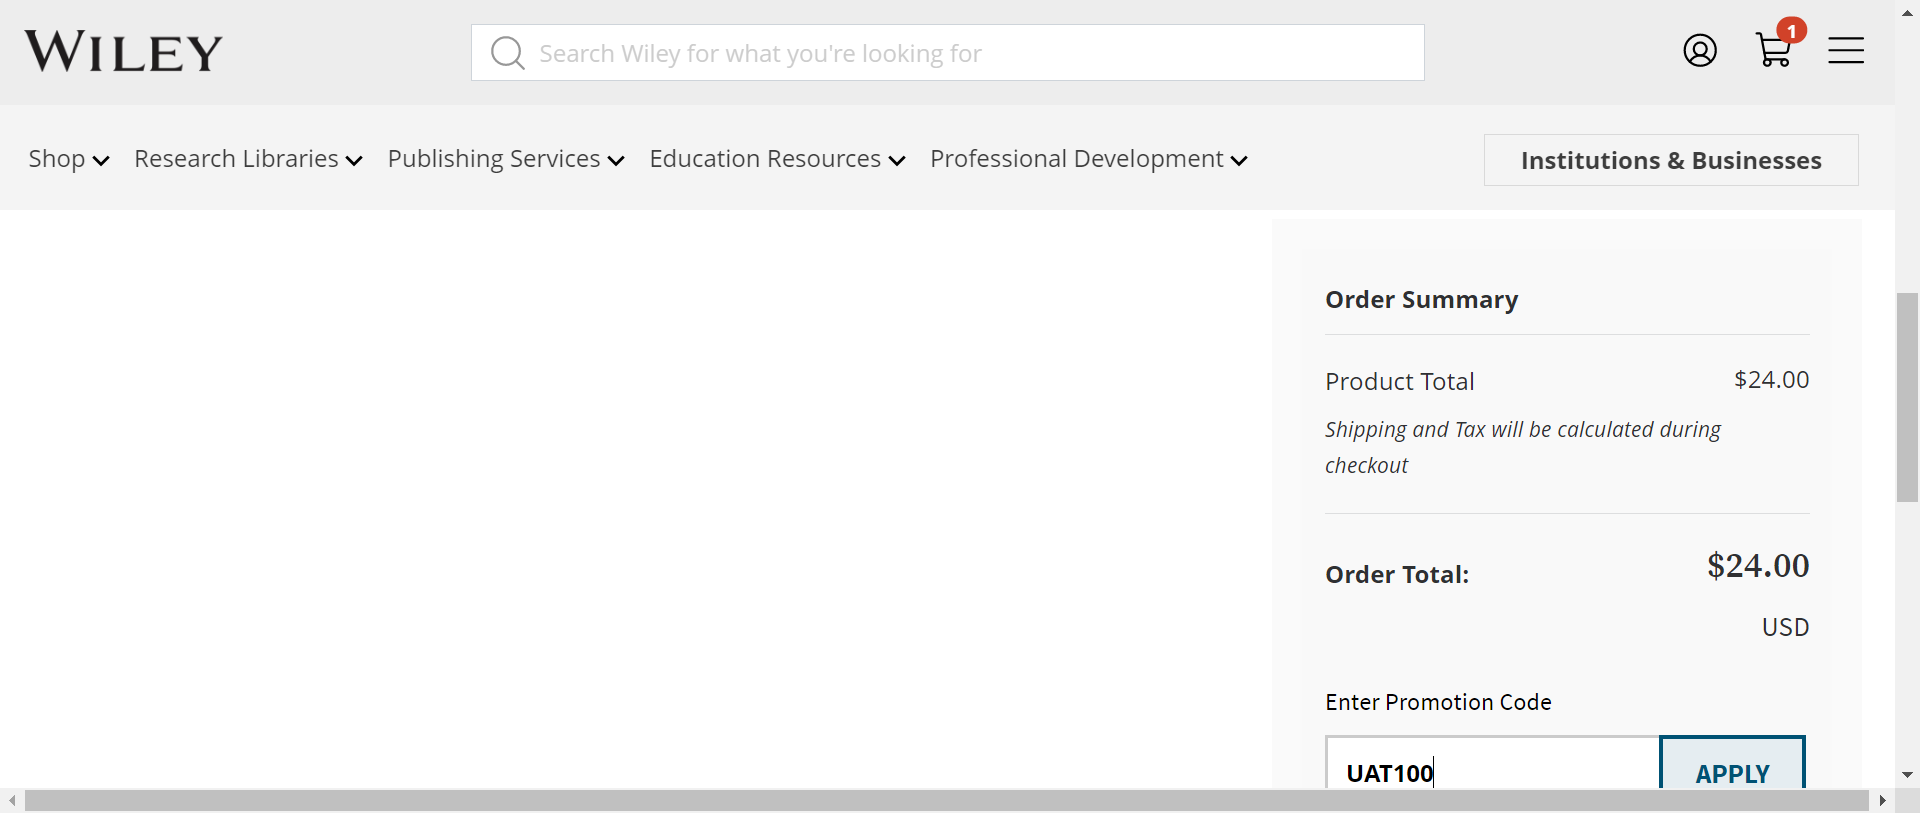 WILEY
Search Wiley for what you're looking for
1
Shop Research Libraries Publishing Services Education Resources Professional Development
Institutions & Businesses
Order Summary
Product Total $24.00
Shipping and Tax will be calculated during
checkout
Order Total: $24.00
USD
Enter Promotion Code
UAT100 APPLY